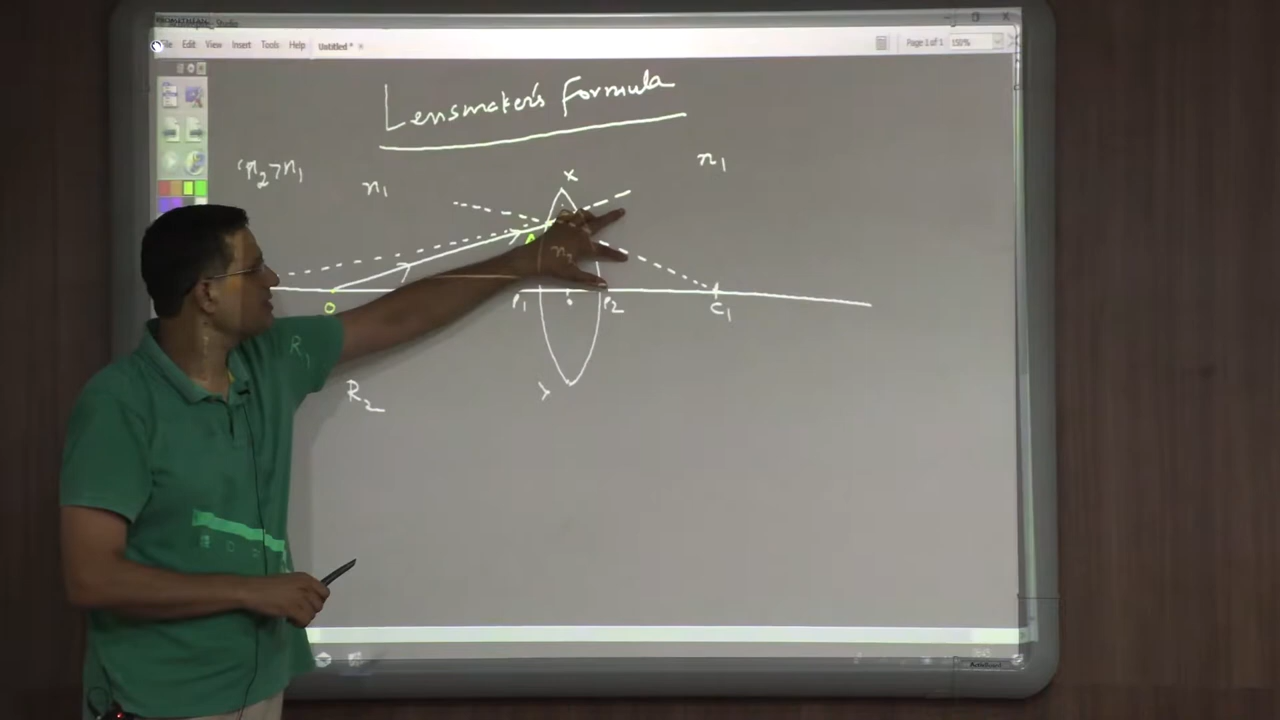 File Edit View Insert Tools Help Untitled * Page 1 of 1 150%
Lensmaker's Formula
n₂>n₁
n₁
n₁
X
A
n₂
O P₁ P₂ C₁
R₁
R₂
Y